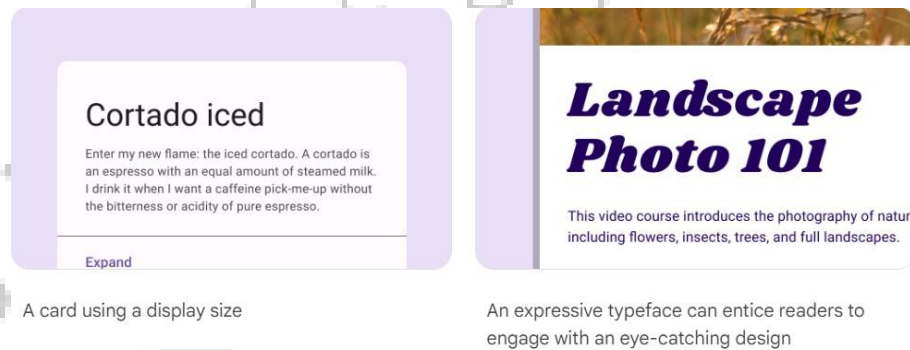 Cortado iced
Enter my new flame: the iced cortado. A cortado is
an espresso with an equal amount of steamed milk.
I drink it when I want a caffeine pick-me-up without
the bitterness or acidity of pure espresso.
Expand
A card using a display size
Landscape
Photo 101
This video course introduces the photography of natur
including flowers, insects, trees, and full landscapes.
An expressive typeface can entice readers to
engage with an eye-catching design